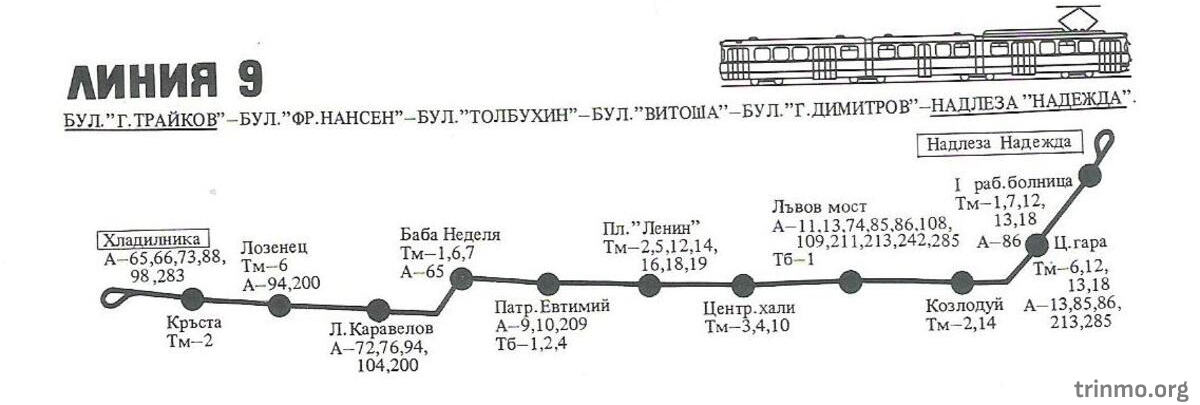 ЛИНИЯ 9
БУЛ."Г.ТРАЙКОВ"–БУЛ."ФР.НАНСЕН"–БУЛ."ТОЛБУХИН"–БУЛ."ВИТОША"–БУЛ."Г.ДИМИТРОВ"–НАДЛЕЗА "НАДЕЖДА".
Хладилника
А–65,66,73,88,
98,283
Кръста
Тм–2
Лозенец
Тм–6
А–94,200
Л.Каравелов
А–72,76,94,
104,200
Баба Неделя
Тм–1,6,7
А–65
Патр.Евтимий
А–9,10,209
Тб–1,2,4
Пл."Ленин"
Тм–2,5,12,14,
16,18,19
Центр.хали
Тм–3,4,10
Лъвов мост
А–11,13,74,85,86,108,
109,211,213,242,285
Тб–1
Козлодуй
Тм–2,14
Ц.гара
Тм–6,12,
13,18
А–13,85,86,
213,285
I раб.болница
Тм–1,7,12,
13,18
А–86
Надлеза Надежда
trinmo.org